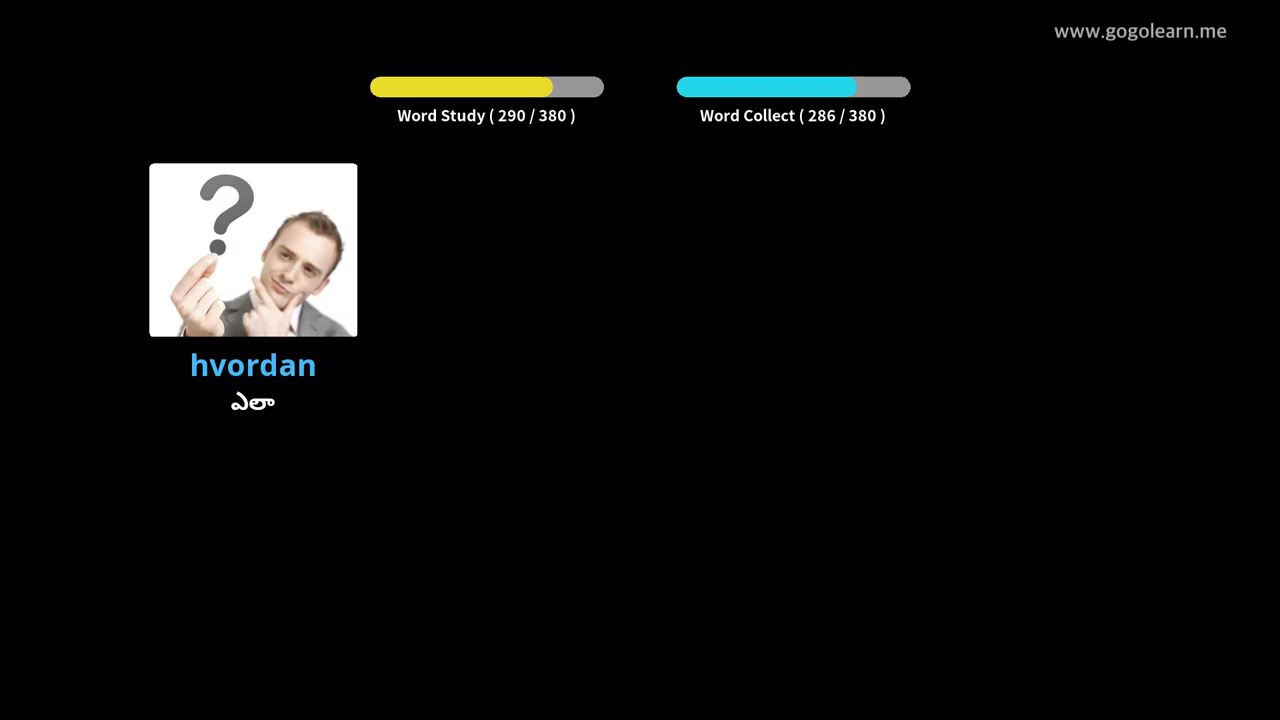 www.gogolearn.me
Word Study ( 290 / 380 )
Word Collect ( 286 / 380 )
?
hvordan
ఎలా